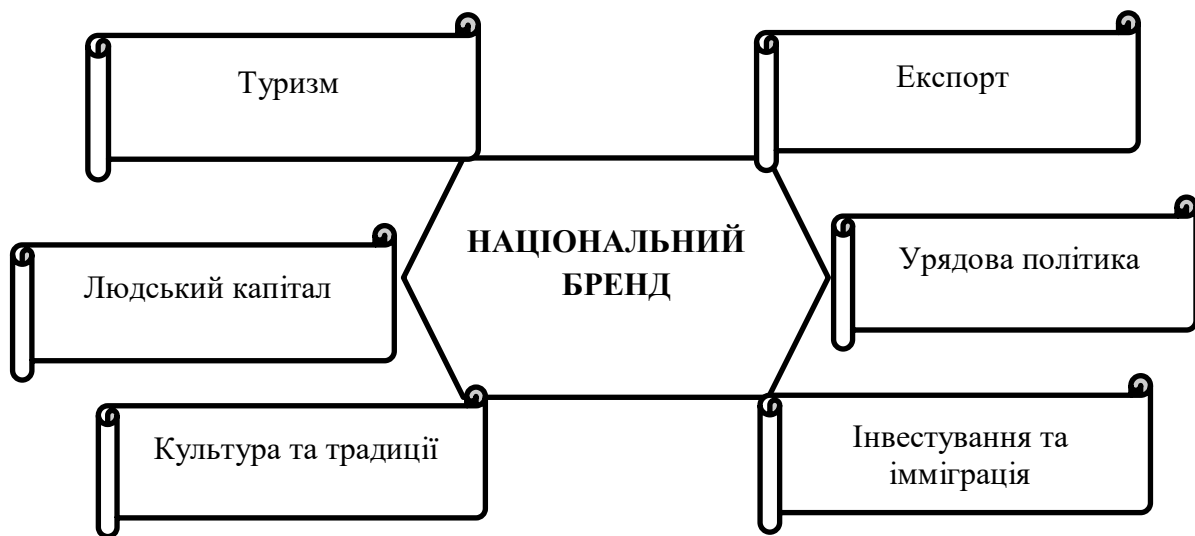 Туризм
Експорт
НАЦІОНАЛЬНИЙ
БРЕНД
Людський капітал
Урядова політика
Культура та традиції
Інвестування та
імміграція